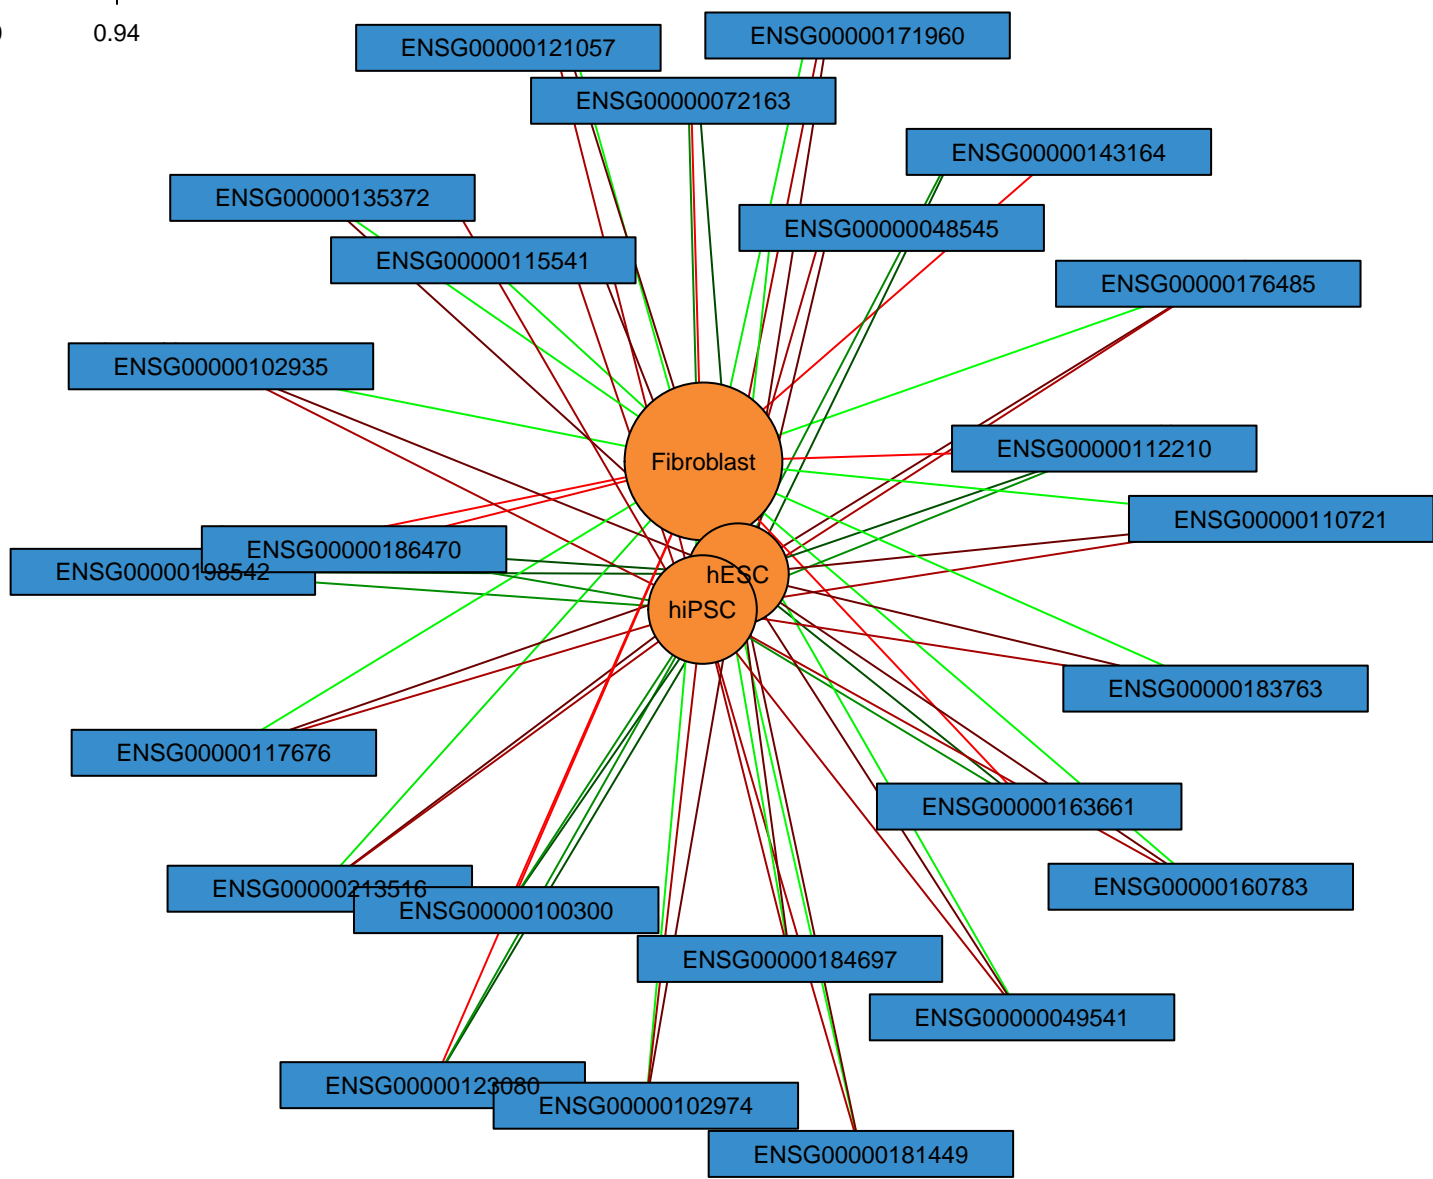 0.94
ENSG00000121057
ENSG00000171960
ENSG00000072163
ENSG00000143164
ENSG00000135372
ENSG00000048545
ENSG00000115541
ENSG00000176485
ENSG00000102935
ENSG00000112210
Fibroblast
ENSG00000110721
ENSG00000186470
ENSG00000198542
hESC
hiPSC
ENSG00000183763
ENSG00000117676
ENSG00000163661
ENSG00000213516
ENSG00000160783
ENSG00000100300
ENSG00000184697
ENSG00000049541
ENSG00000123080
ENSG00000102974
ENSG00000181449